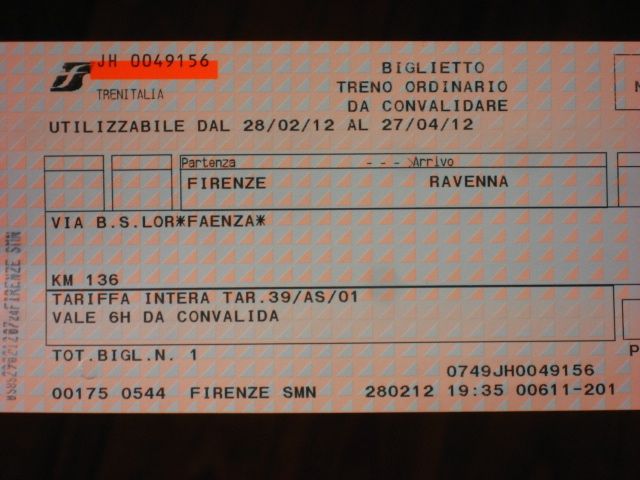 JH 0049156
TRENITALIA
BIGLIETTO
TRENO ORDINARIO
DA CONVALIDARE
UTILIZZABILE DAL 28/02/12 AL 27/04/12
Partenza - - - >Arrivo
FIRENZE RAVENNA
VIA B.S.LOR*FAENZA*
KM 136
TARIFFA INTERA TAR.39/AS/01
VALE 6H DA CONVALIDA
TOT.BIGL.N. 1
0749JH0049156
00175 0544 FIRENZE SMN 280212 19:35 00611-201
FIRENZE SMN